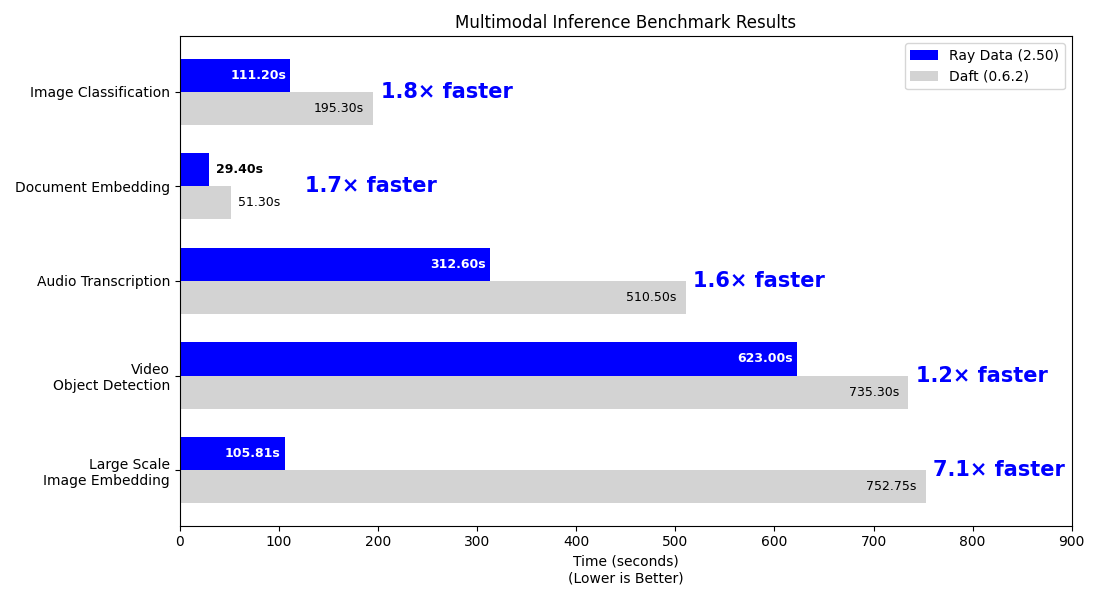 Multimodal Inference Benchmark Results
Ray Data (2.50)
Daft (0.6.2)
Image Classification
111.20s
195.30s
1.8× faster
Document Embedding
29.40s
51.30s
1.7× faster
Audio Transcription
312.60s
510.50s
1.6× faster
Video
Object Detection
623.00s
735.30s
1.2× faster
Large Scale
Image Embedding
105.81s
752.75s
7.1× faster
0 100 200 300 400 500 600 700 800 900
Time (seconds)
(Lower is Better)